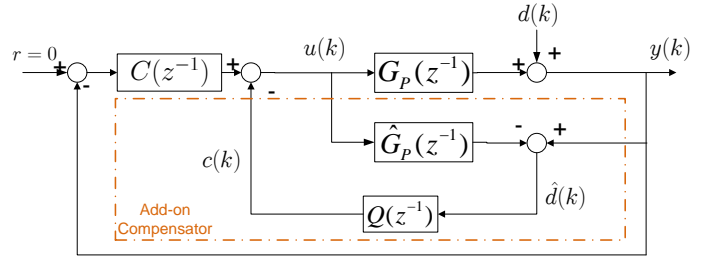 d(k)
r = 0
+
-
C(z⁻¹)
+
-
u(k)
G_P(z⁻¹)
+
+
y(k)
Ĝ_P(z⁻¹)
-
+
c(k)
d̂(k)
Q(z⁻¹)
Add-on
Compensator